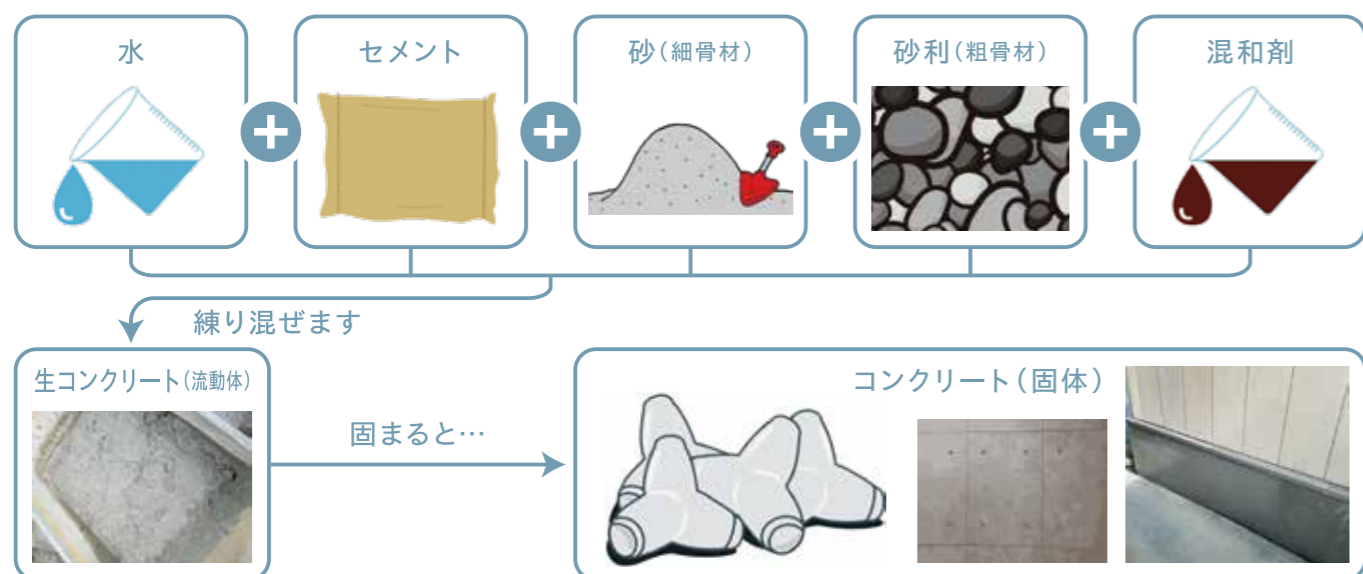 水
セメント
砂(細骨材)
砂利(粗骨材)
混和剤
練り混ぜます
生コンクリート(流動体)
固まると…
コンクリート(固体)